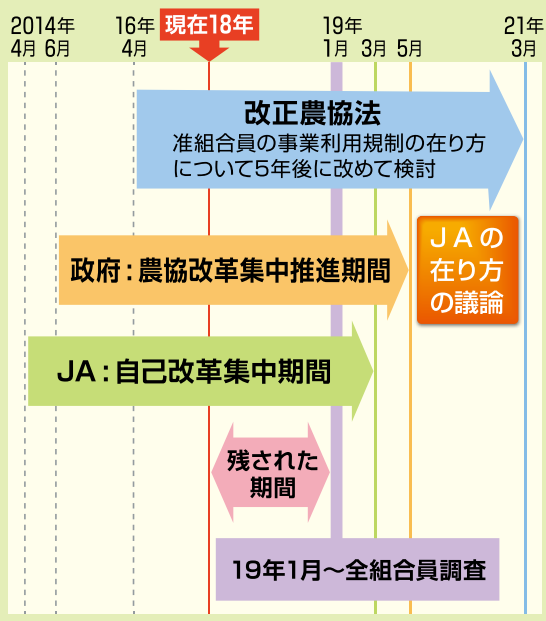 2014年
4月 6月
16年
4月
現在18年
19年
1月 3月 5月
21年
3月
改正農協法
准組合員の事業利用規制の在り方
について5年後に改めて検討
政府：農協改革集中推進期間
JAの
在り方
の議論
JA：自己改革集中期間
残された
期間
19年1月〜全組合員調査